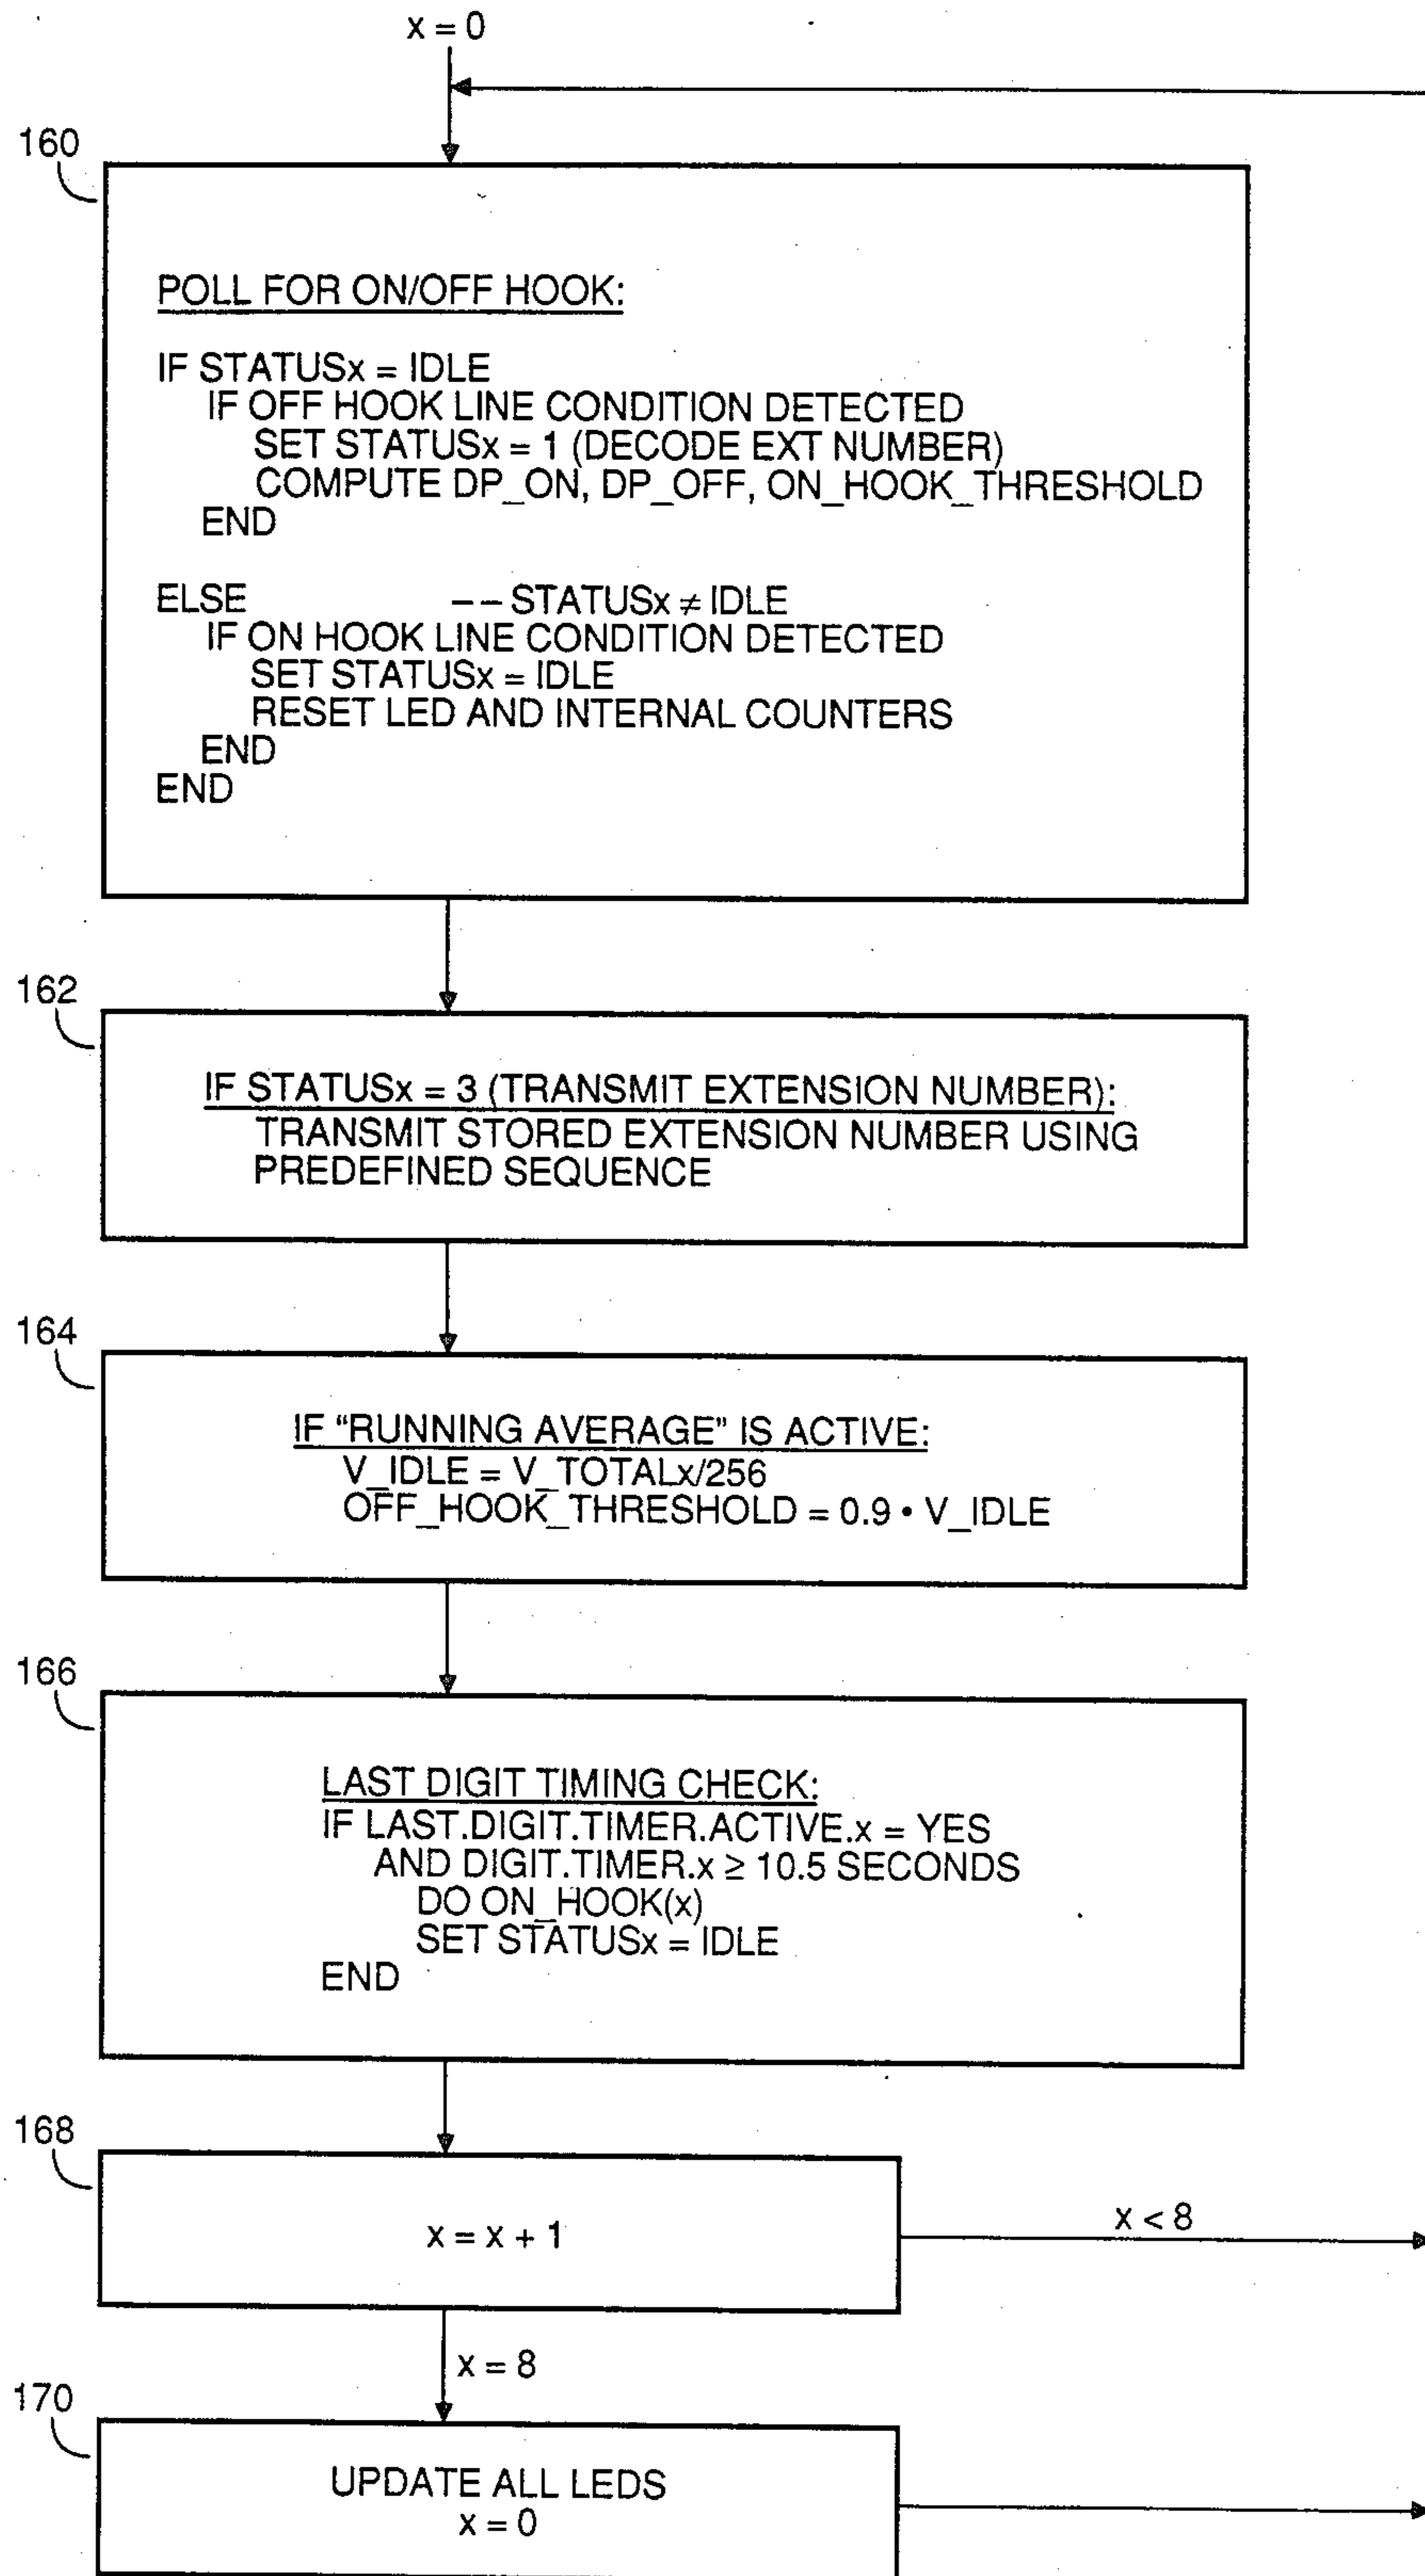 x = 0
160
POLL FOR ON/OFF HOOK:
IF STATUSx = IDLE
IF OFF HOOK LINE CONDITION DETECTED
SET STATUSx = 1 (DECODE EXT NUMBER)
COMPUTE DP_ON, DP_OFF, ON_HOOK_THRESHOLD
END
ELSE -- STATUSx ≠ IDLE
IF ON HOOK LINE CONDITION DETECTED
SET STATUSx = IDLE
RESET LED AND INTERNAL COUNTERS
END
END
162
IF STATUSx = 3 (TRANSMIT EXTENSION NUMBER):
TRANSMIT STORED EXTENSION NUMBER USING
PREDEFINED SEQUENCE
164
IF “RUNNING AVERAGE” IS ACTIVE:
V_IDLE = V_TOTALx/256
OFF_HOOK_THRESHOLD = 0.9 • V_IDLE
166
LAST DIGIT TIMING CHECK:
IF LAST.DIGIT.TIMER.ACTIVE.x = YES
AND DIGIT.TIMER.x ≥ 10.5 SECONDS
DO ON_HOOK(x)
SET STATUSx = IDLE
END
168
x = x + 1
x < 8
x = 8
170
UPDATE ALL LEDS
x = 0